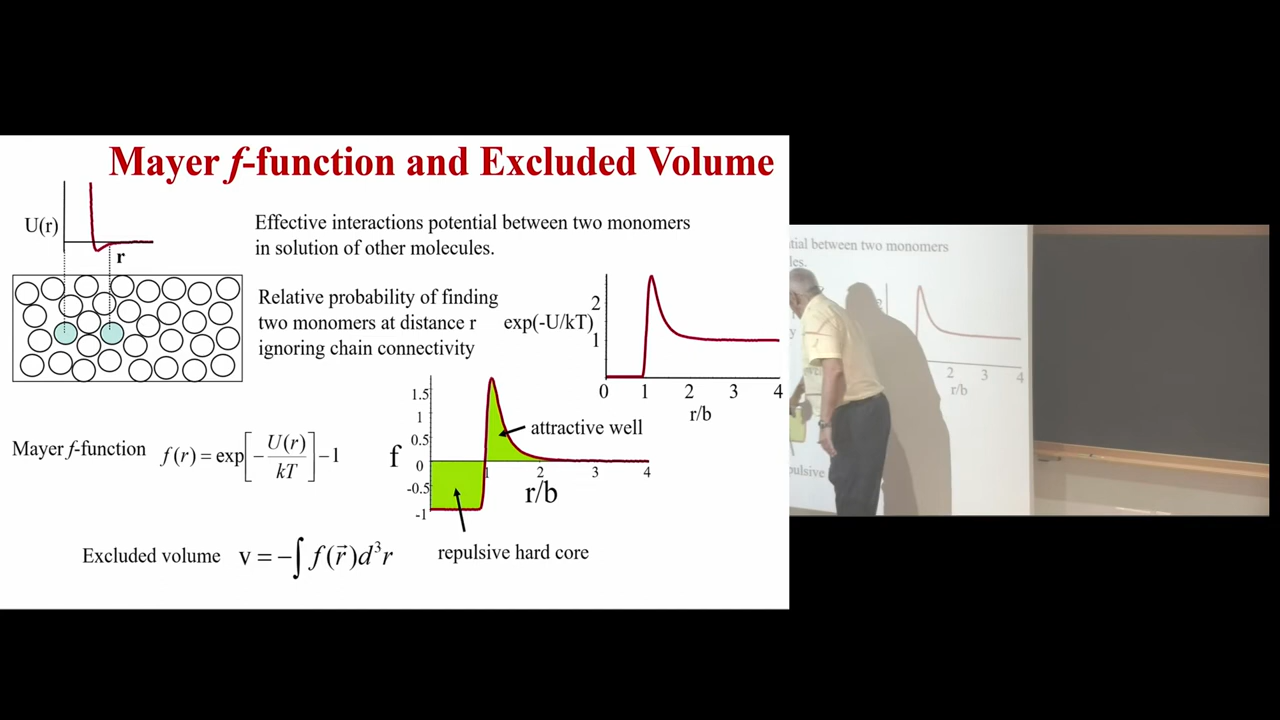 Mayer f-function and Excluded Volume
U(r)
r
Effective interactions potential between two monomers
in solution of other molecules.
Relative probability of finding
two monomers at distance r
ignoring chain connectivity
exp(-U/kT)
2
1
0 1 2 3 4
r/b
Mayer f-function f(r) = exp[-U(r)/kT] - 1
f
1.5
1
0.5
0
-0.5
-1
1 2 3 4
r/b
attractive well
repulsive hard core
Excluded volume v = -∫ f(r⃗)d³r
tial between two monomers
les.
2 3 4
r/b
pulsive